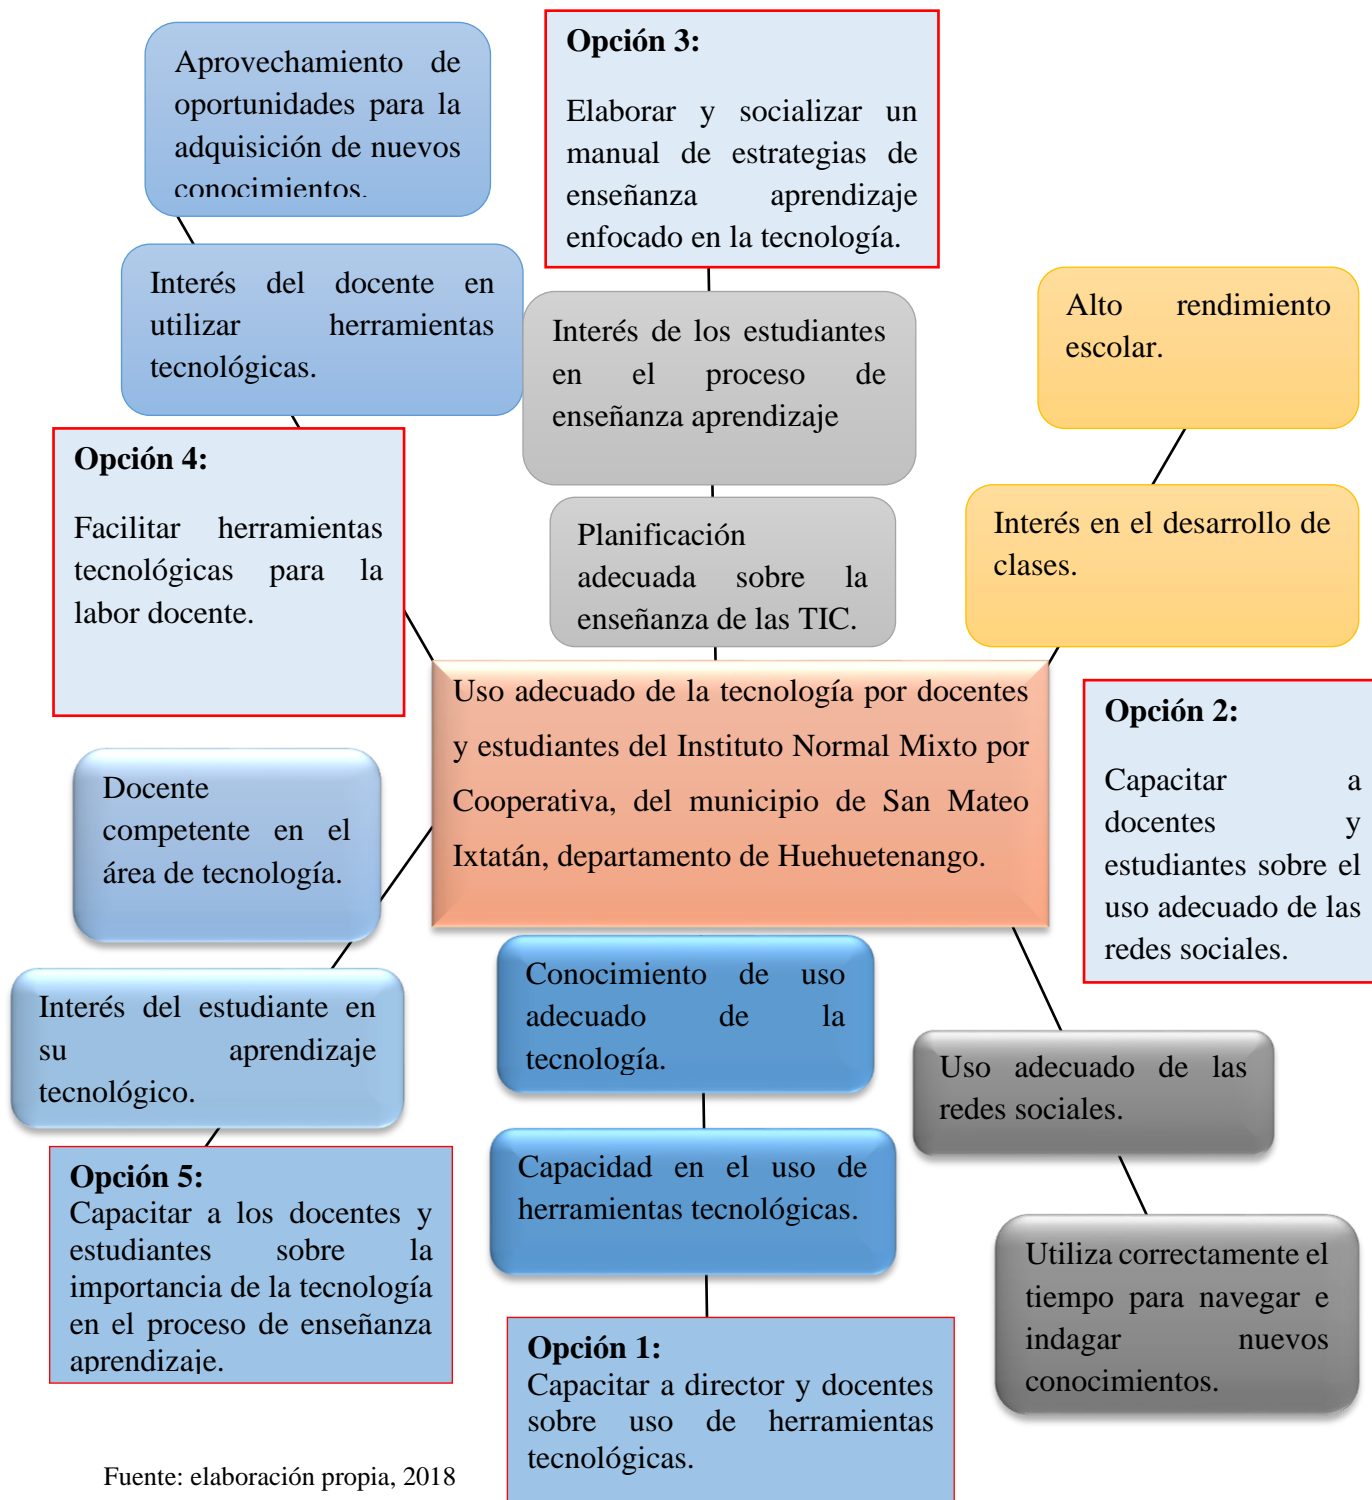 Aprovechamiento de
oportunidades para la
adquisición de nuevos
conocimientos.
Opción 3:
Elaborar y socializar un
manual de estrategias de
enseñanza aprendizaje
enfocado en la tecnología.
Interés del docente en
utilizar herramientas
tecnológicas.
Interés de los estudiantes
en el proceso de
enseñanza aprendizaje
Alto rendimiento
escolar.
Opción 4:
Facilitar herramientas
tecnológicas para la
labor docente.
Planificación
adecuada sobre la
enseñanza de las TIC.
Interés en el desarrollo de
clases.
Uso adecuado de la tecnología por docentes
y estudiantes del Instituto Normal Mixto por
Cooperativa, del municipio de San Mateo
Ixtatán, departamento de Huehuetenango.
Opción 2:
Capacitar a
docentes y
estudiantes sobre el
uso adecuado de las
redes sociales.
Docente
competente en el
área de tecnología.
Interés del estudiante en
su aprendizaje
tecnológico.
Conocimiento de uso
adecuado de la
tecnología.
Uso adecuado de las
redes sociales.
Opción 5:
Capacitar a los docentes y
estudiantes sobre la
importancia de la tecnología
en el proceso de enseñanza
aprendizaje.
Capacidad en el uso de
herramientas tecnológicas.
Utiliza correctamente el
tiempo para navegar e
indagar nuevos
conocimientos.
Opción 1:
Capacitar a director y docentes
sobre uso de herramientas
tecnológicas.
Fuente: elaboración propia, 2018